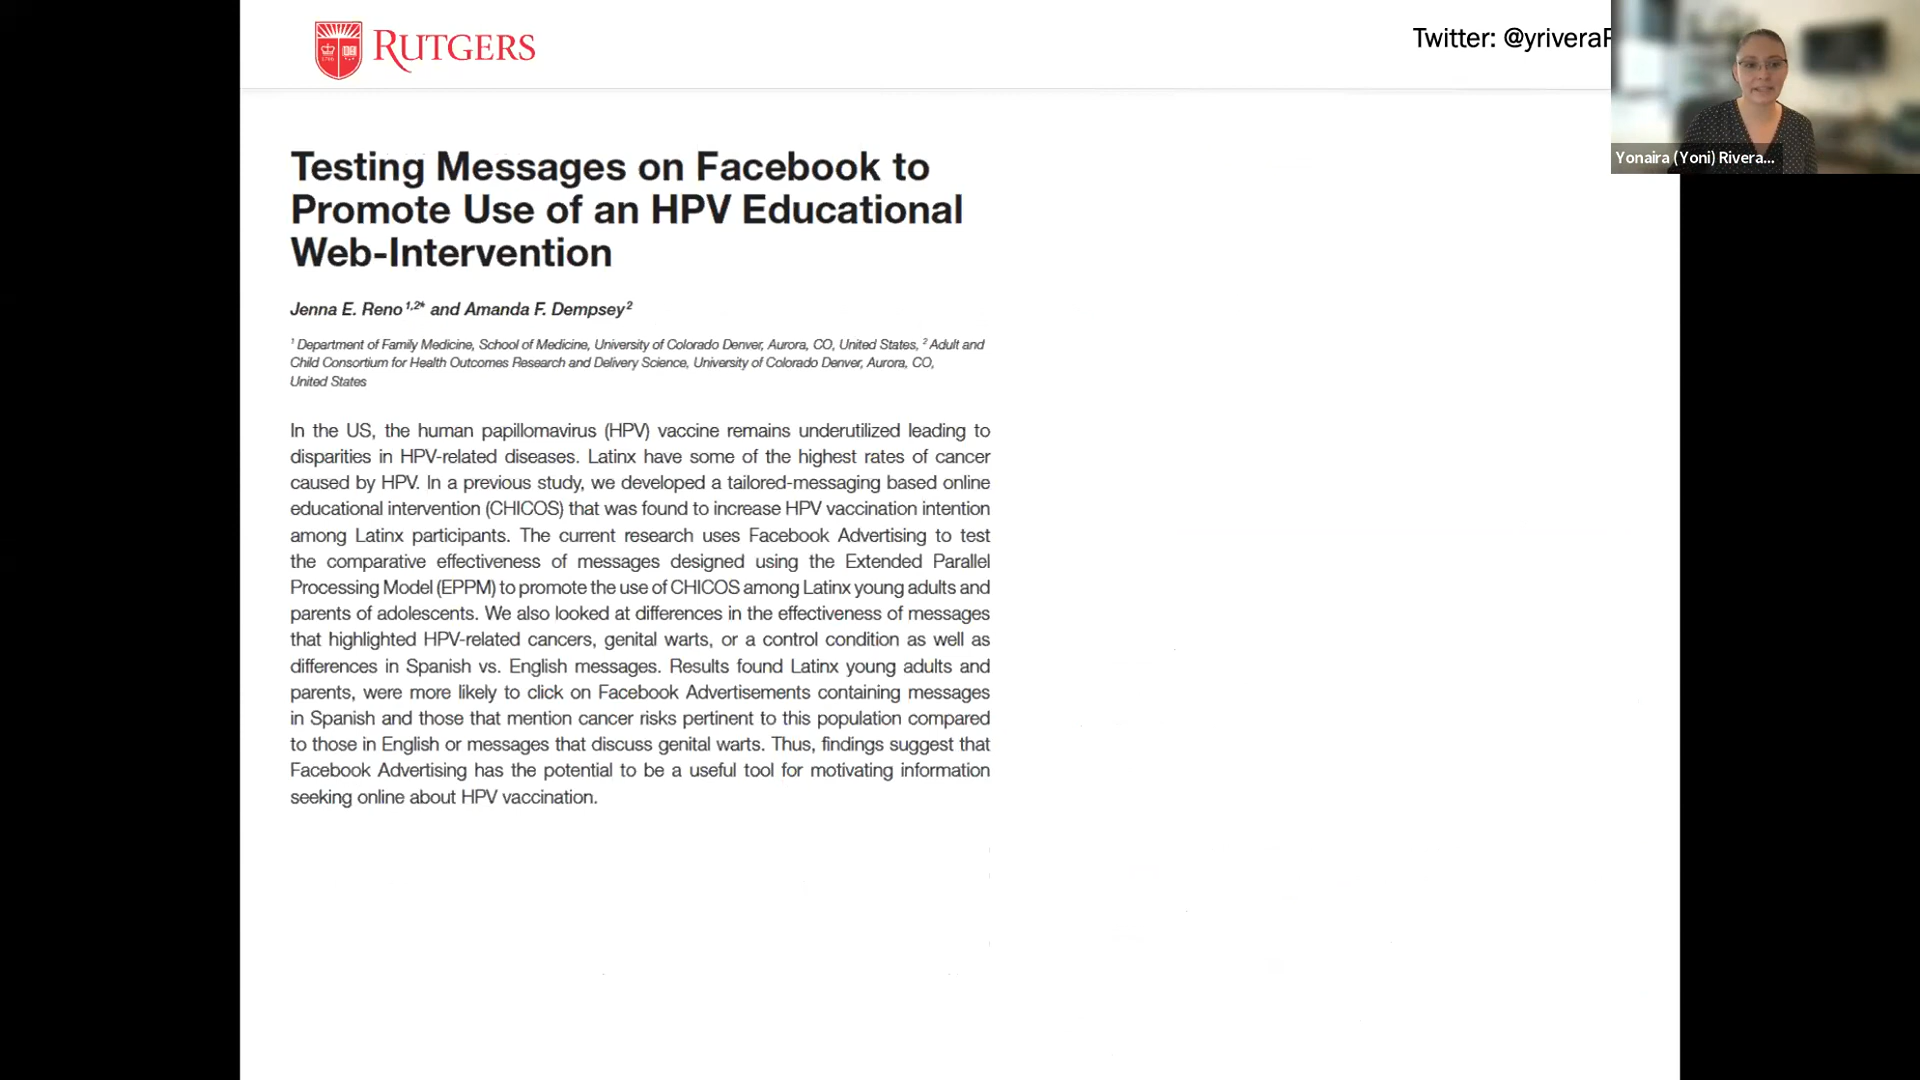 RUTGERS
Twitter: @yrivera
Yonaira (Yoni) Rivera...
Testing Messages on Facebook to
Promote Use of an HPV Educational
Web-Intervention
Jenna E. Reno 1,2* and Amanda F. Dempsey 2
1 Department of Family Medicine, School of Medicine, University of Colorado Denver, Aurora, CO, United States, 2 Adult and
Child Consortium for Health Outcomes Research and Delivery Science, University of Colorado Denver, Aurora, CO,
United States
In the US, the human papillomavirus (HPV) vaccine remains underutilized leading to
disparities in HPV-related diseases. Latinx have some of the highest rates of cancer
caused by HPV. In a previous study, we developed a tailored-messaging based online
educational intervention (CHICOS) that was found to increase HPV vaccination intention
among Latinx participants. The current research uses Facebook Advertising to test
the comparative effectiveness of messages designed using the Extended Parallel
Processing Model (EPPM) to promote the use of CHICOS among Latinx young adults and
parents of adolescents. We also looked at differences in the effectiveness of messages
that highlighted HPV-related cancers, genital warts, or a control condition as well as
differences in Spanish vs. English messages. Results found Latinx young adults and
parents, were more likely to click on Facebook Advertisements containing messages
in Spanish and those that mention cancer risks pertinent to this population compared
to those in English or messages that discuss genital warts. Thus, findings suggest that
Facebook Advertising has the potential to be a useful tool for motivating information
seeking online about HPV vaccination.